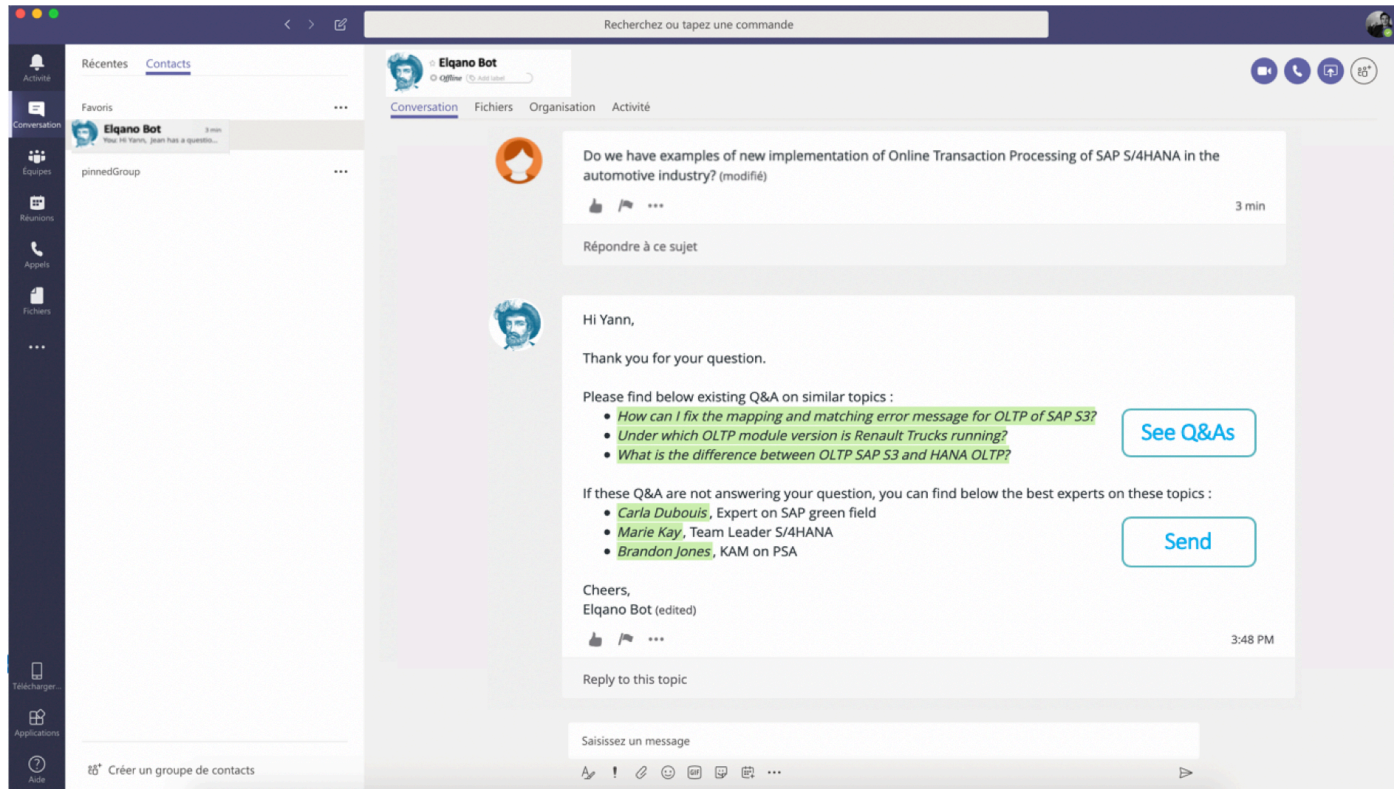 Recherchez ou tapez une commande
Activité
Conversation
Équipes
Réunions
Appels
Fichiers
Télécharger...
Applications
Aide
Récentes Contacts
Favoris
Elqano Bot 3 min
You: Hi Yann, Jean has a questio...
pinnedGroup
Créer un groupe de contacts
Elqano Bot
Offline Add label
Conversation Fichiers Organisation Activité
Do we have examples of new implementation of Online Transaction Processing of SAP S/4HANA in the
automotive industry? (modifié)
3 min
Répondre à ce sujet
Hi Yann,
Thank you for your question.
Please find below existing Q&A on similar topics :
• How can I fix the mapping and matching error message for OLTP of SAP S3?
• Under which OLTP module version is Renault Trucks running?
• What is the difference between OLTP SAP S3 and HANA OLTP?
See Q&As
If these Q&A are not answering your question, you can find below the best experts on these topics :
• Carla Dubouis , Expert on SAP green field
• Marie Kay , Team Leader S/4HANA
• Brandon Jones , KAM on PSA
Send
Cheers,
Elqano Bot (edited)
3:48 PM
Reply to this topic
Saisissez un message
GIF